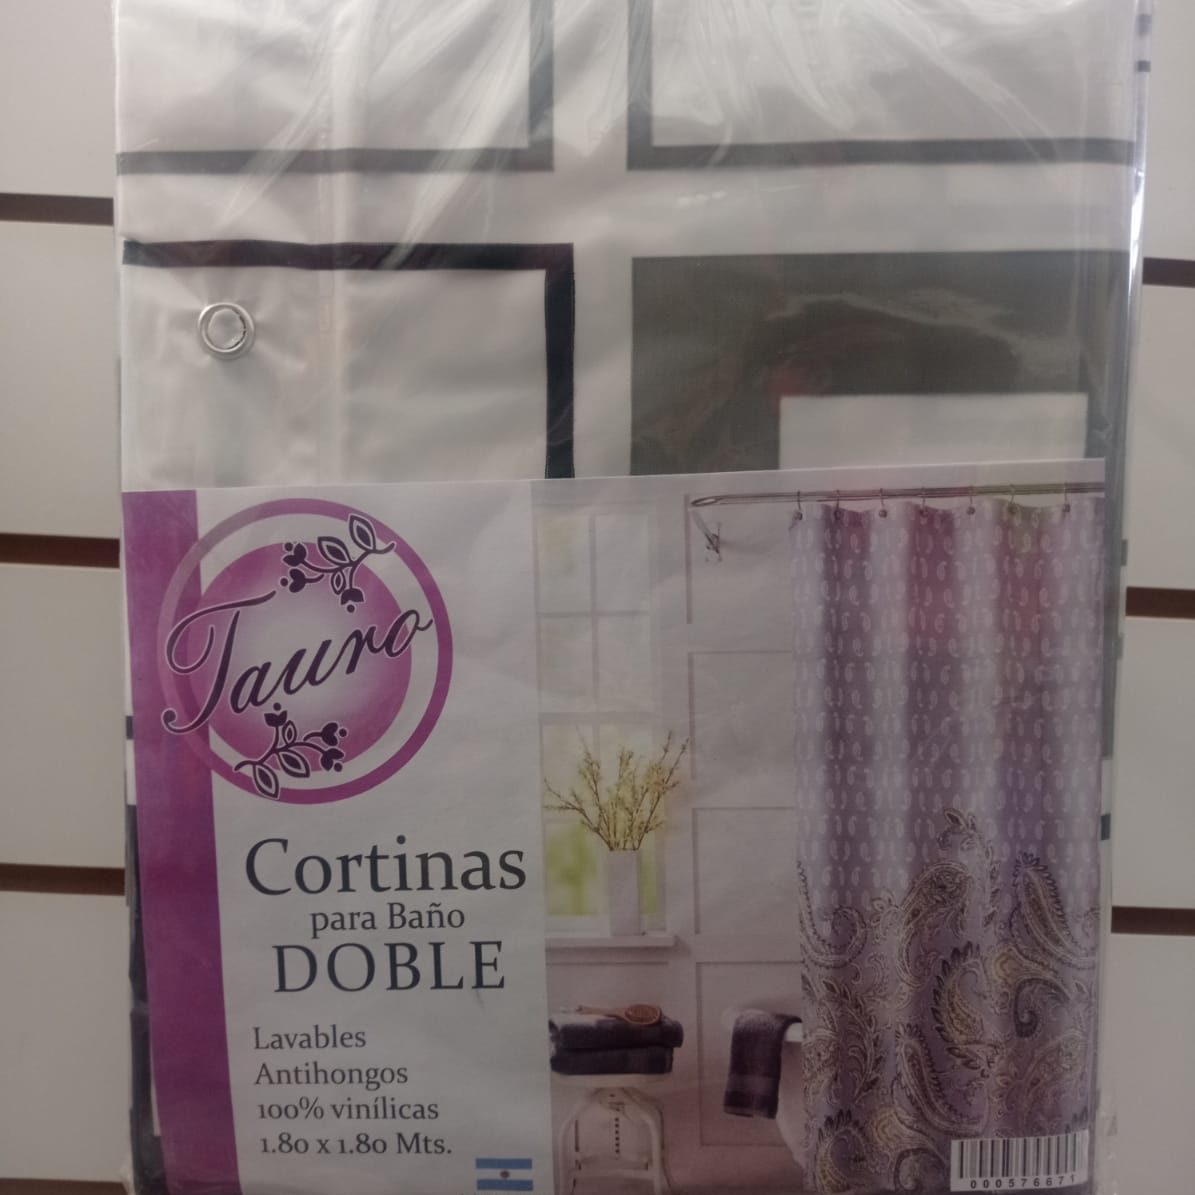 Tauro
Cortinas
para Baño
DOBLE
Lavables
Antihongos
100% vinílicas
1.80 x 1.80 Mts.
000576671